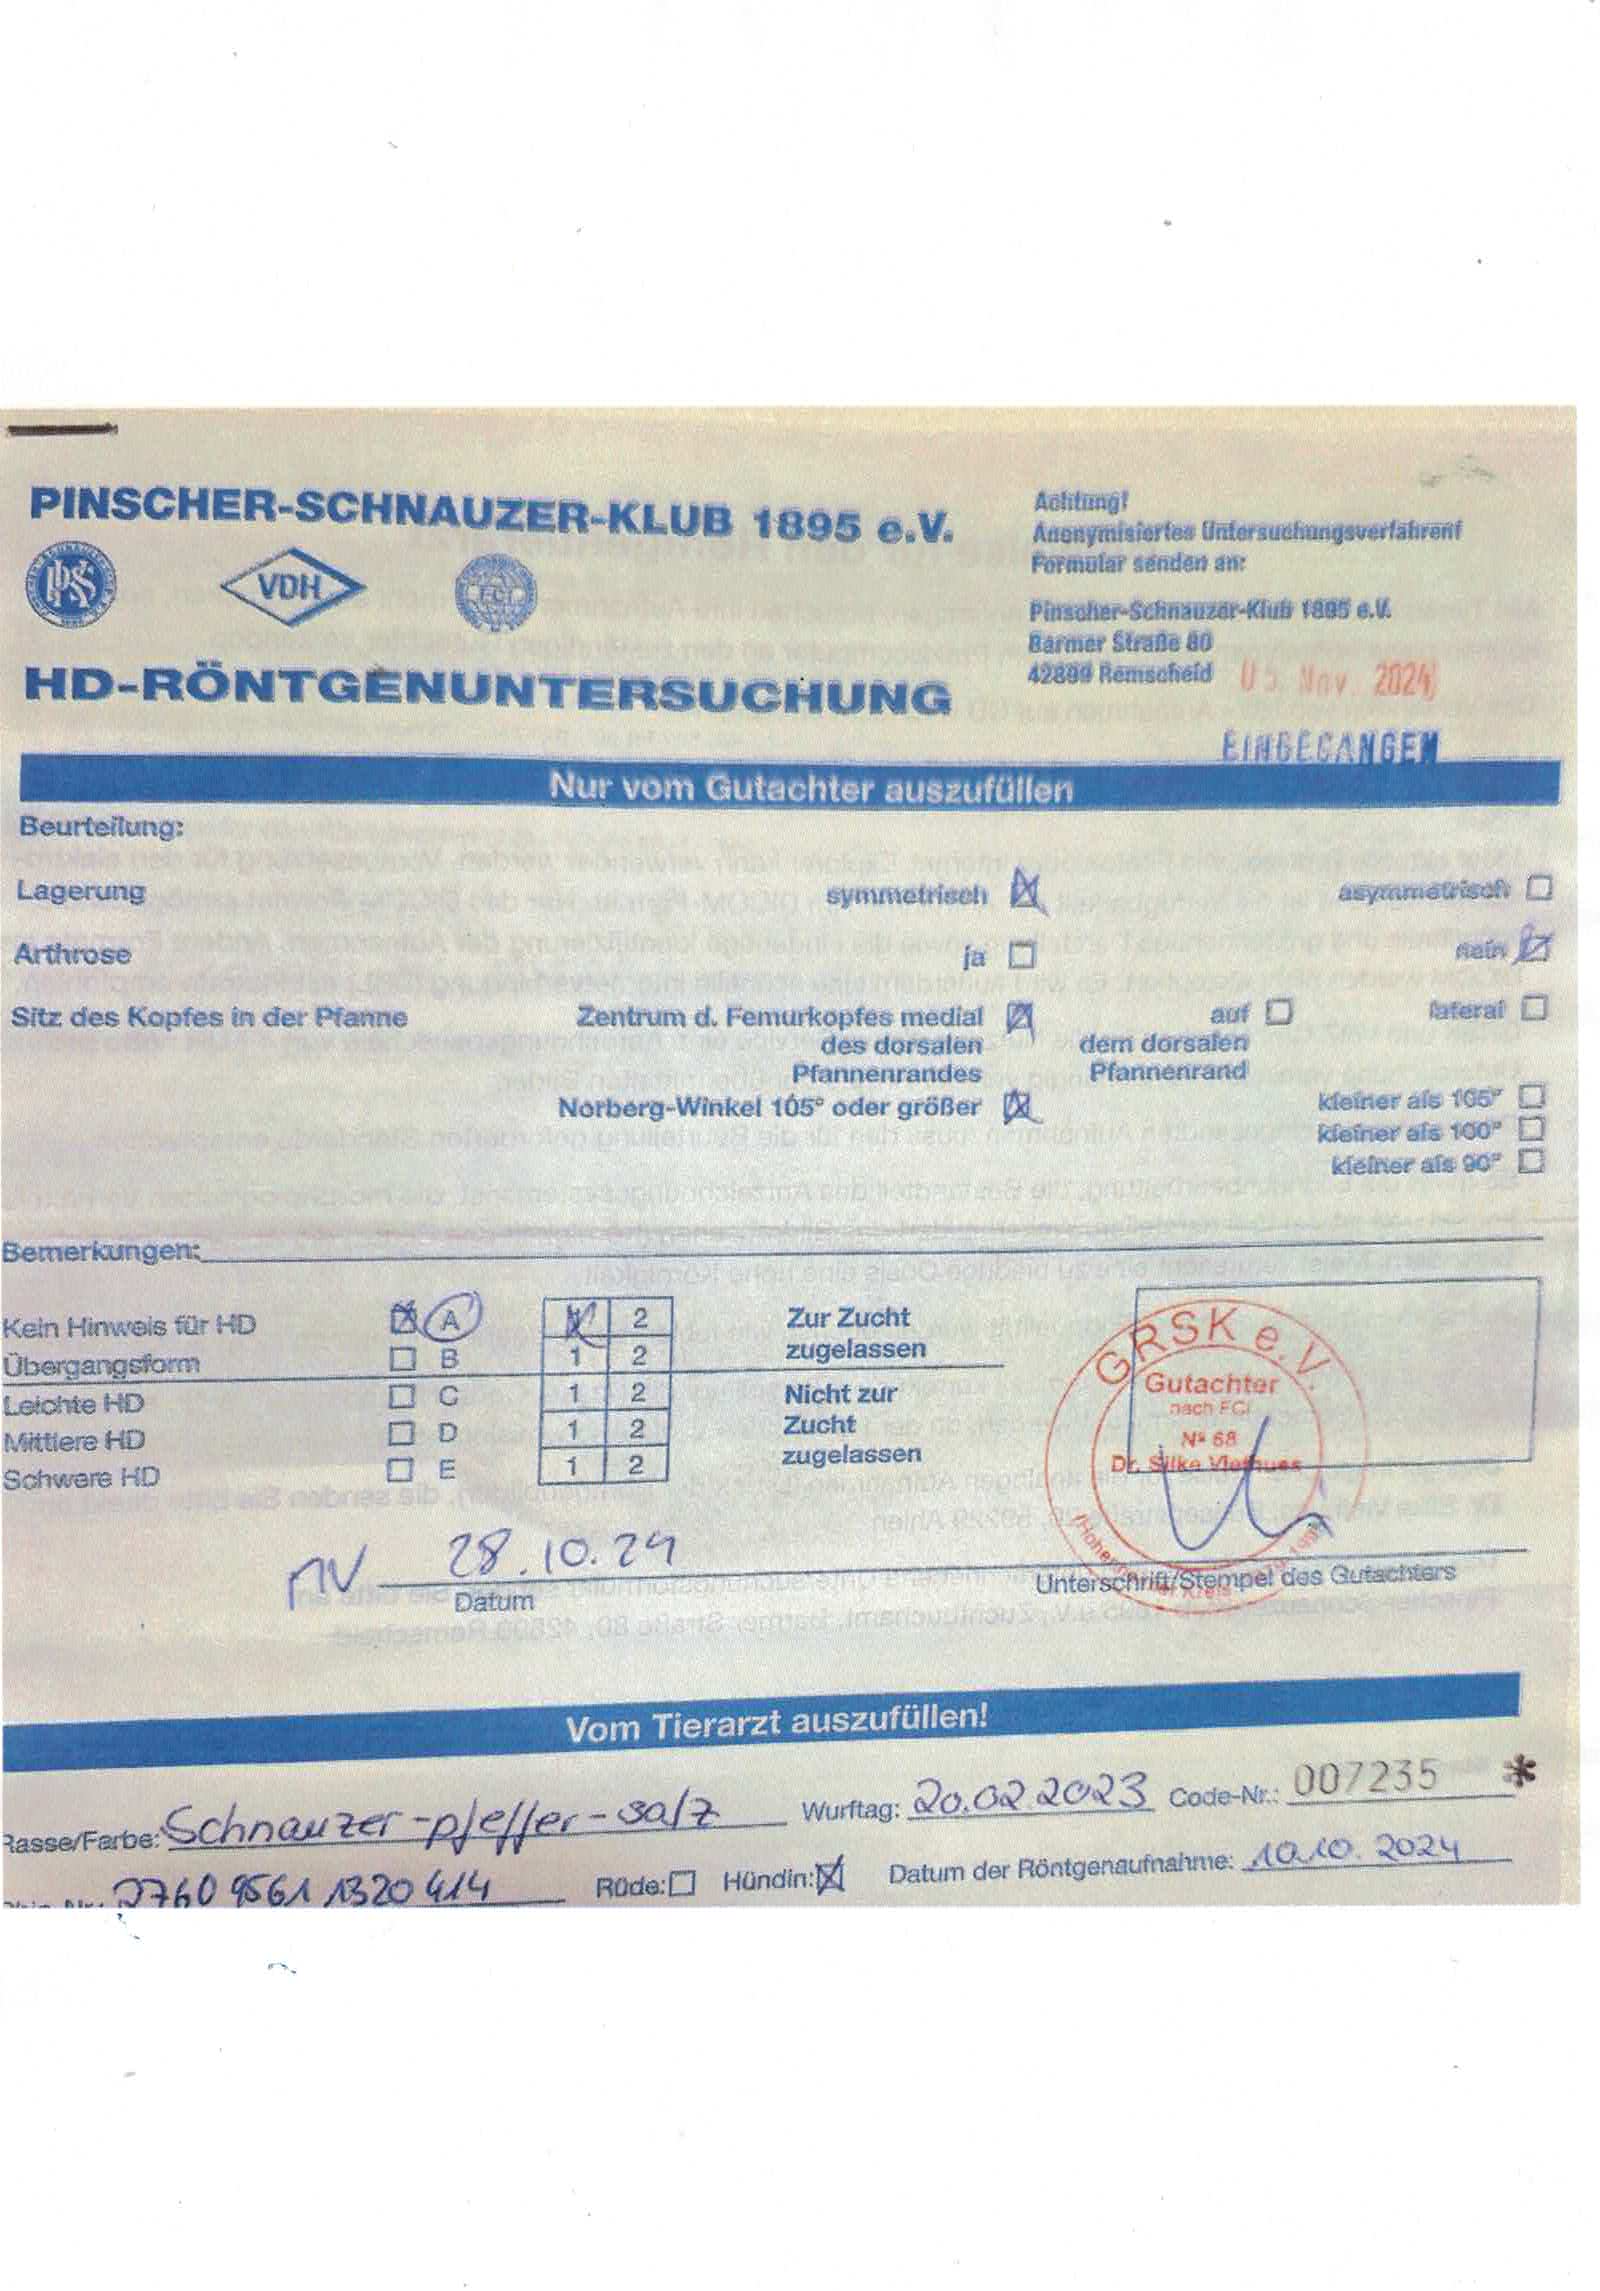 PINSCHER-SCHNAUZER-KLUB 1895 e.V.
VDH
FCI
HD-RÖNTGENUNTERSUCHUNG
Achtung!
Anonymisiertes Untersuchungsverfahren!
Formular senden an:
Pinscher-Schnauzer-Klub 1895 e.V.
Barmer Straße 80
42899 Remscheid
Nov. 2024
EINGEGANGEN
Nur vom Gutachter auszufüllen
Beurteilung:
Lagerung symmetrisch asymmetrisch
Arthrose ja nein
Sitz des Kopfes in der Pfanne Zentrum d. Femurkopfes medial auf lateral
des dorsalen dem dorsalen
Pfannenrandes Pfannenrand
Norberg-Winkel 105° oder größer kleiner als 105°
kleiner als 100°
kleiner als 90°
Bemerkungen:
Kein Hinweis für HD A 1 2 Zur Zucht
Übergangsform B 1 2 zugelassen
Leichte HD C 1 2 Nicht zur
Mittlere HD D 1 2 Zucht
Schwere HD E 1 2 zugelassen
GRSK e.V.
Gutachter
nach FCI
Nº 68
Dr. Silke Viefhues
28.10.24
Datum
Unterschrift/Stempel des Gutachters
Vom Tierarzt auszufüllen!
Rasse/Farbe: Schnauzer-pfeffer-salz Wurftag: 20.02.2023 Code-Nr.: 007235 *
276095611320414 Rüde: Hündin: Datum der Röntgenaufnahme: 10.10.2024